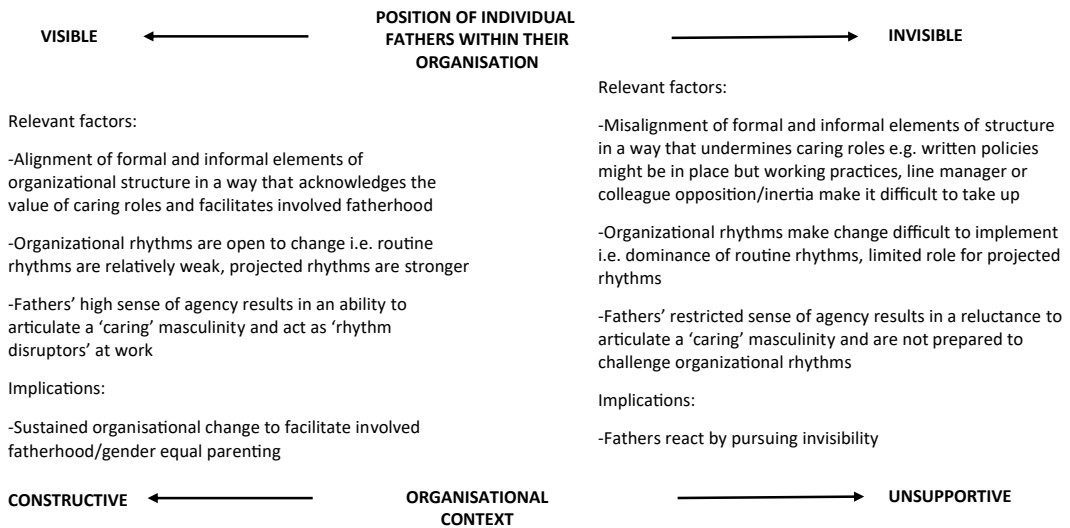 POSITION OF INDIVIDUAL
FATHERS WITHIN THEIR
ORGANISATION
VISIBLE
INVISIBLE
Relevant factors:
-Alignment of formal and informal elements of
organizational structure in a way that acknowledges the
value of caring roles and facilitates involved fatherhood
-Organizational rhythms are open to change i.e. routine
rhythms are relatively weak, projected rhythms are stronger
-Fathers’ high sense of agency results in an ability to
articulate a ‘caring’ masculinity and act as ‘rhythm
disruptors’ at work
Implications:
-Sustained organisational change to facilitate involved
fatherhood/gender equal parenting
Relevant factors:
-Misalignment of formal and informal elements of structure
in a way that undermines caring roles e.g. written policies
might be in place but working practices, line manager or
colleague opposition/inertia make it difficult to take up
-Organizational rhythms make change difficult to implement
i.e. dominance of routine rhythms, limited role for projected
rhythms
-Fathers’ restricted sense of agency results in a reluctance to
articulate a ‘caring’ masculinity and are not prepared to
challenge organizational rhythms
Implications:
-Fathers react by pursuing invisibility
CONSTRUCTIVE
ORGANISATIONAL
CONTEXT
UNSUPPORTIVE